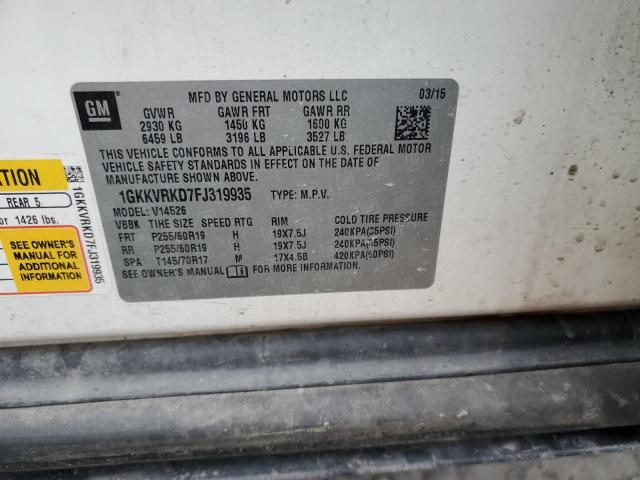 GM
MFD BY GENERAL MOTORS LLC 03/15
GVWR GAWR FRT GAWR RR
2930 KG 1450 KG 1600 KG
6459 LB 3196 LB 3527 LB
THIS VEHICLE CONFORMS TO ALL APPLICABLE U.S. FEDERAL MOTOR
VEHICLE SAFETY STANDARDS IN EFFECT ON THE DATE OF
MANUFACTURE SHOWN ABOVE.
1GKKVRKD7FJ319935 TYPE: M.P.V.
MODEL: V14526
VBBK TIRE SIZE SPEED RTG RIM COLD TIRE PRESSURE
FRT P255/60R19 H 19X7.5J 240KPA(35PSI)
RR P255/60R19 H 19X7.5J 240KPA(35PSI)
SPA T145/70R17 M 17X4.5B 420KPA(60PSI)
SEE OWNER'S MANUAL FOR MORE INFORMATION
ATION
REAR 5
or 1426 lbs.
SEE OWNER'S
MANUAL FOR
ADDITIONAL
INFORMATION
1GKKVRKD7FJ319935